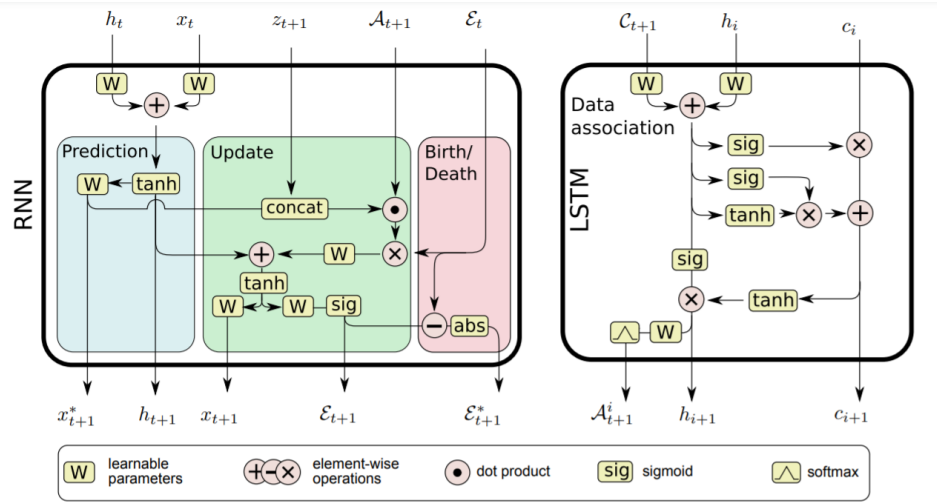 h_t x_t z_{t+1} 𝒜_{t+1} ℰ_t
W W
+
Prediction Update Birth/
Death
W tanh
concat
+ W ×
tanh
W W sig
− abs
RNN
x*_{t+1} h_{t+1} x_{t+1} ℰ_{t+1} ℰ*_{t+1}
𝒞_{t+1} h_i c_i
W W
Data
association
+
sig ×
sig
tanh × +
sig
× tanh
W
LSTM
𝒜^i_{t+1} h_{i+1} c_{i+1}
W learnable
parameters
+ − × element-wise
operations
dot product
sig sigmoid
softmax